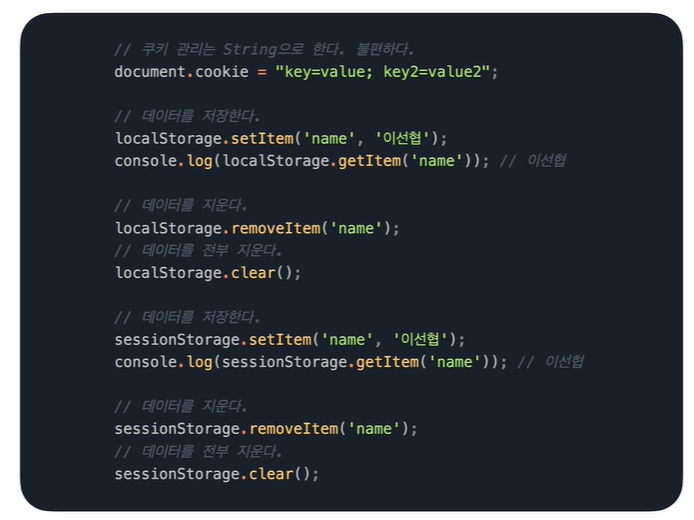 // 쿠키 관리는 String으로 한다. 불편하다.
document.cookie = "key=value; key2=value2";
// 데이터를 저장한다.
localStorage.setItem('name', '이선협');
console.log(localStorage.getItem('name')); // 이선협
// 데이터를 지운다.
localStorage.removeItem('name');
// 데이터를 전부 지운다.
localStorage.clear();
// 데이터를 저장한다.
sessionStorage.setItem('name', '이선협');
console.log(sessionStorage.getItem('name')); // 이선협
// 데이터를 지운다.
sessionStorage.removeItem('name');
// 데이터를 전부 지운다.
sessionStorage.clear();